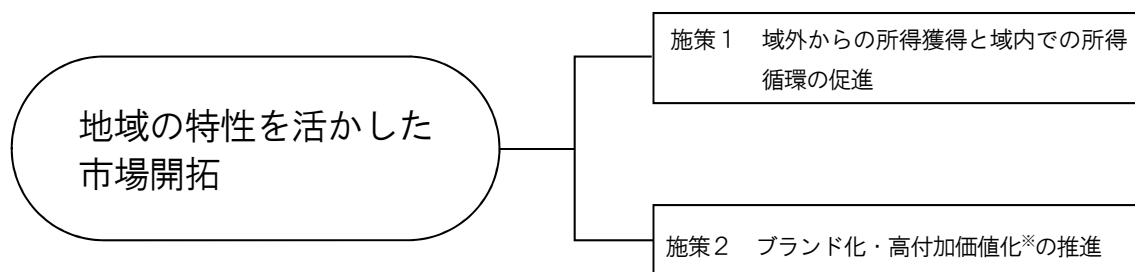 地域の特性を活かした
市場開拓
施策１　域外からの所得獲得と域内での所得
循環の促進
施策２　ブランド化・高付加価値化※の推進